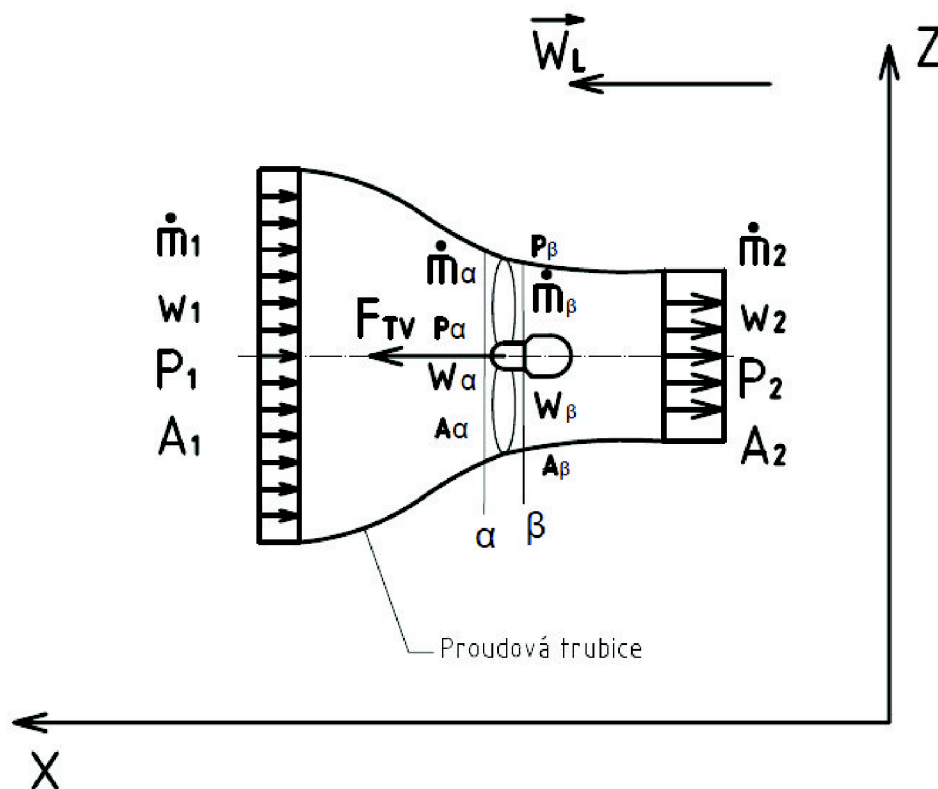 W_L
Z
ṁ₁
w₁
P₁
A₁
ṁα
Pβ
ṁβ
F_TV
Pα
Wα
Wβ
Aα
Aβ
α
β
ṁ₂
w₂
P₂
A₂
Proudová trubice
X